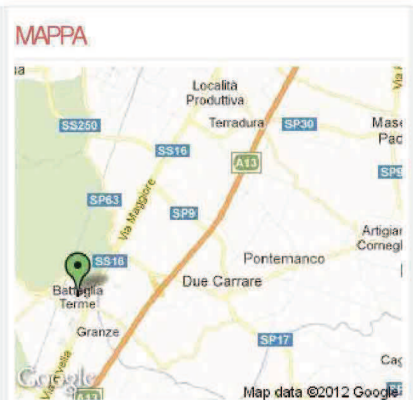 MAPPA
Località
Produttiva
Terradura
SP30
SS250
SS16
A13
SP63
Via Maggiore
SP9
SS16
Pontemanco
Battaglia
Terme
Due Carrare
Granze
SP17
Google
A13
Map data ©2012 Google